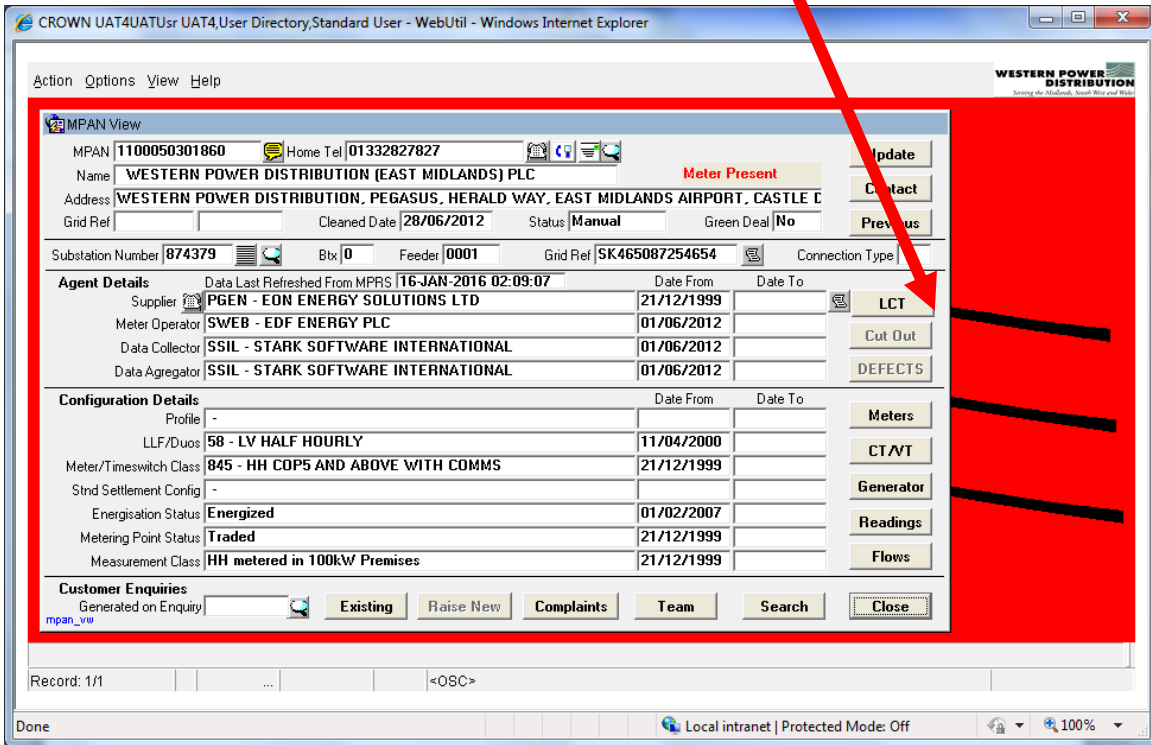 CROWN UAT4UATUsr UAT4,User Directory,Standard User - WebUtil - Windows Internet Explorer
Action Options View Help
WESTERN POWER
DISTRIBUTION
Serving the Midlands, South West and Wales
MPAN View
MPAN 1100050301860 Home Tel 01332827827 Update
Name WESTERN POWER DISTRIBUTION (EAST MIDLANDS) PLC Meter Present
Contact
Address WESTERN POWER DISTRIBUTION, PEGASUS, HERALD WAY, EAST MIDLANDS AIRPORT, CASTLE D
Grid Ref Cleaned Date 28/06/2012 Status Manual Green Deal No Previous
Substation Number 874379 Btx 0 Feeder 0001 Grid Ref SK465087254654 Connection Type
Agent Details Data Last Refreshed From MPRS 16-JAN-2016 02:09:07 Date From Date To
Supplier PGEN - EON ENERGY SOLUTIONS LTD 21/12/1999 LCT
Meter Operator SWEB - EDF ENERGY PLC 01/06/2012
Cut Out
Data Collector SSIL - STARK SOFTWARE INTERNATIONAL 01/06/2012
Data Agregator SSIL - STARK SOFTWARE INTERNATIONAL 01/06/2012 DEFECTS
Configuration Details Date From Date To
Profile - Meters
LLF/Duos 58 - LV HALF HOURLY 11/04/2000
CT/VT
Meter/Timeswitch Class 845 - HH COP5 AND ABOVE WITH COMMS 21/12/1999
Stnd Settlement Config - Generator
Energisation Status Energized 01/02/2007
Readings
Metering Point Status Traded 21/12/1999
Measurement Class HH metered in 100kW Premises 21/12/1999 Flows
Customer Enquiries
Generated on Enquiry Existing Raise New Complaints Team Search Close
mpan_vw
Record: 1/1 ... <OSC>
Done Local intranet | Protected Mode: Off 100%